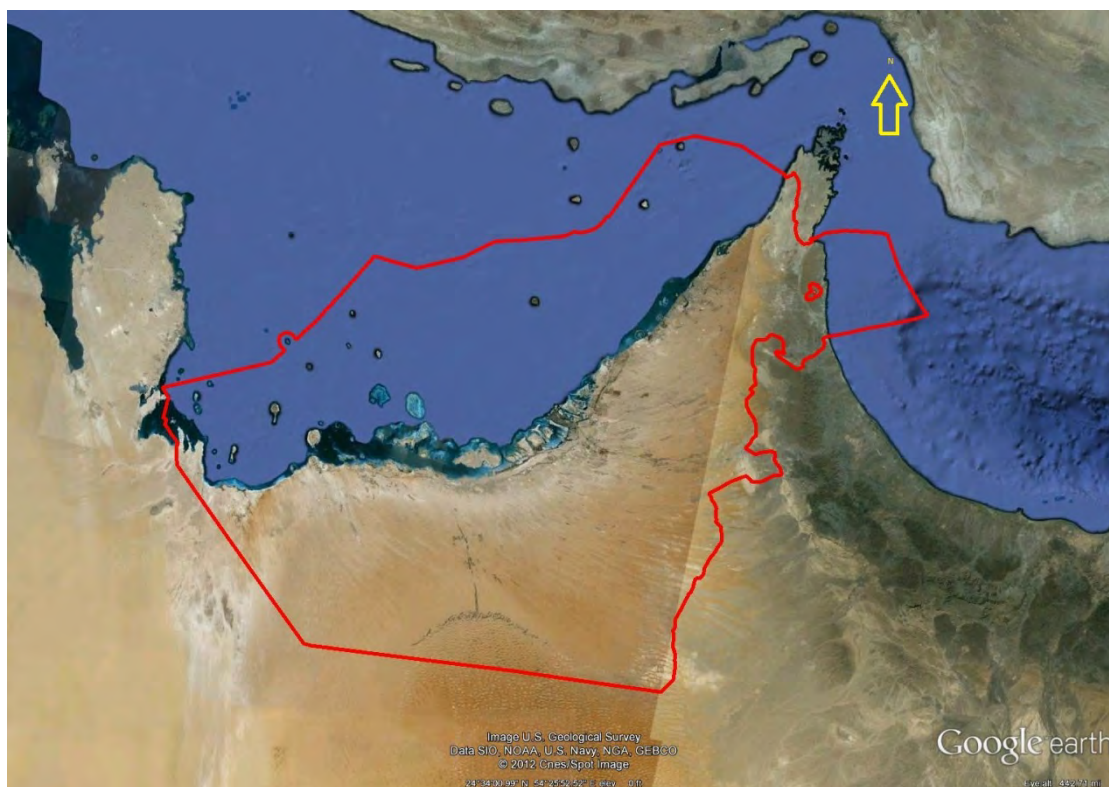 N
Image U.S. Geological Survey
Data SIO, NOAA, U.S. Navy, NGA, GEBCO
© 2012 Cnes/Spot Image
Google earth